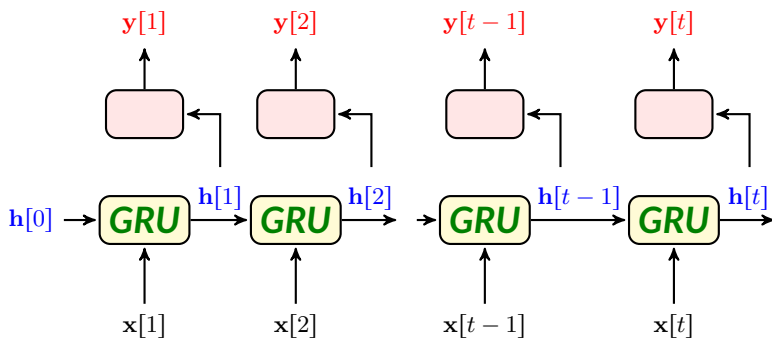 y[1] y[2] y[t − 1] y[t]
h[0] GRU h[1] GRU h[2] GRU h[t − 1] GRU h[t]
x[1] x[2] x[t − 1] x[t]